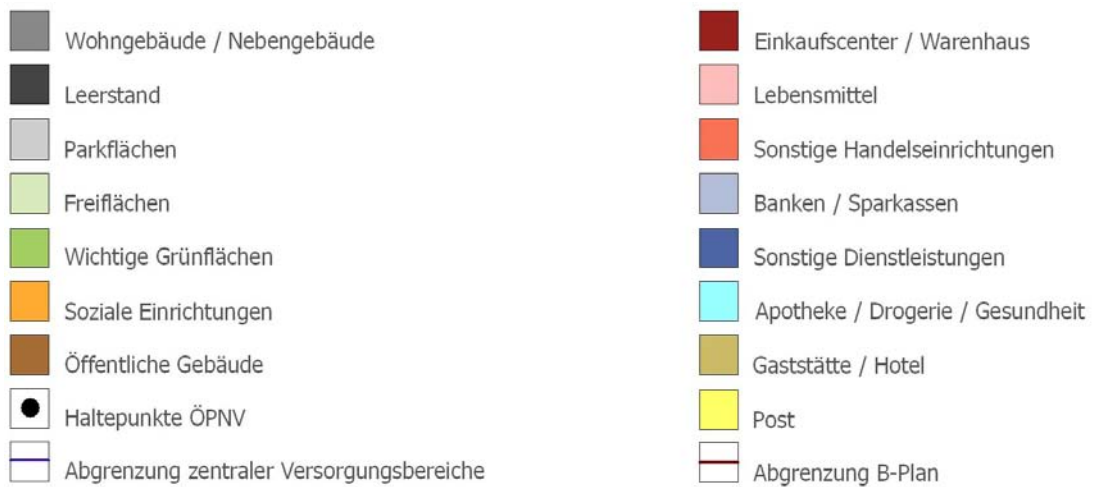 Wohngebäude / Nebengebäude
Leerstand
Parkflächen
Freiflächen
Wichtige Grünflächen
Soziale Einrichtungen
Öffentliche Gebäude
Haltepunkte ÖPNV
Abgrenzung zentraler Versorgungsbereiche
Einkaufscenter / Warenhaus
Lebensmittel
Sonstige Handelseinrichtungen
Banken / Sparkassen
Sonstige Dienstleistungen
Apotheke / Drogerie / Gesundheit
Gaststätte / Hotel
Post
Abgrenzung B-Plan